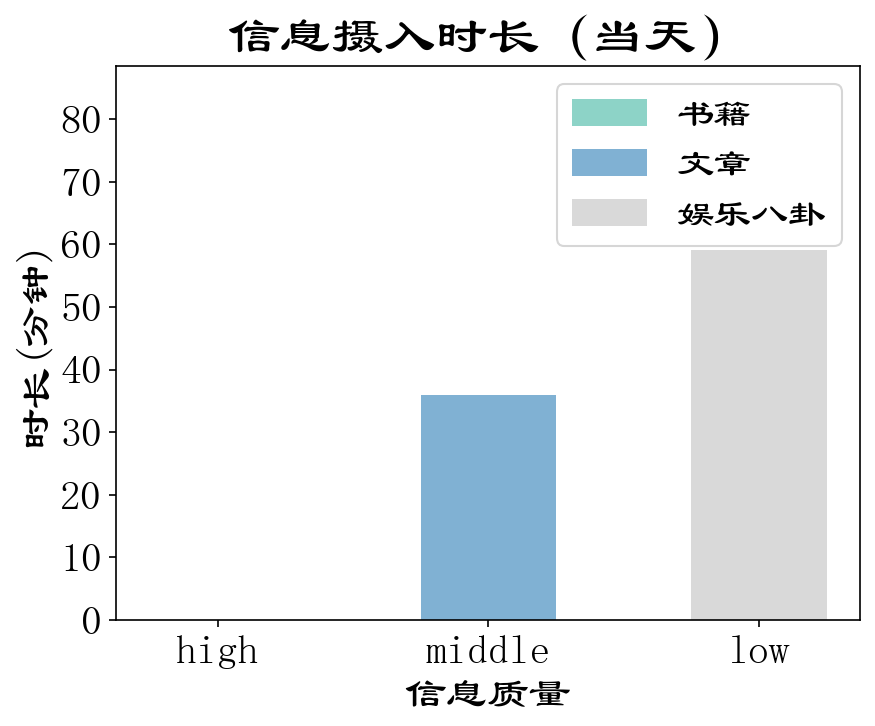 信息摄入时长（当天）
书籍
文章
娱乐八卦
时长(分钟)
80
70
60
50
40
30
20
10
0
high middle low
信息质量